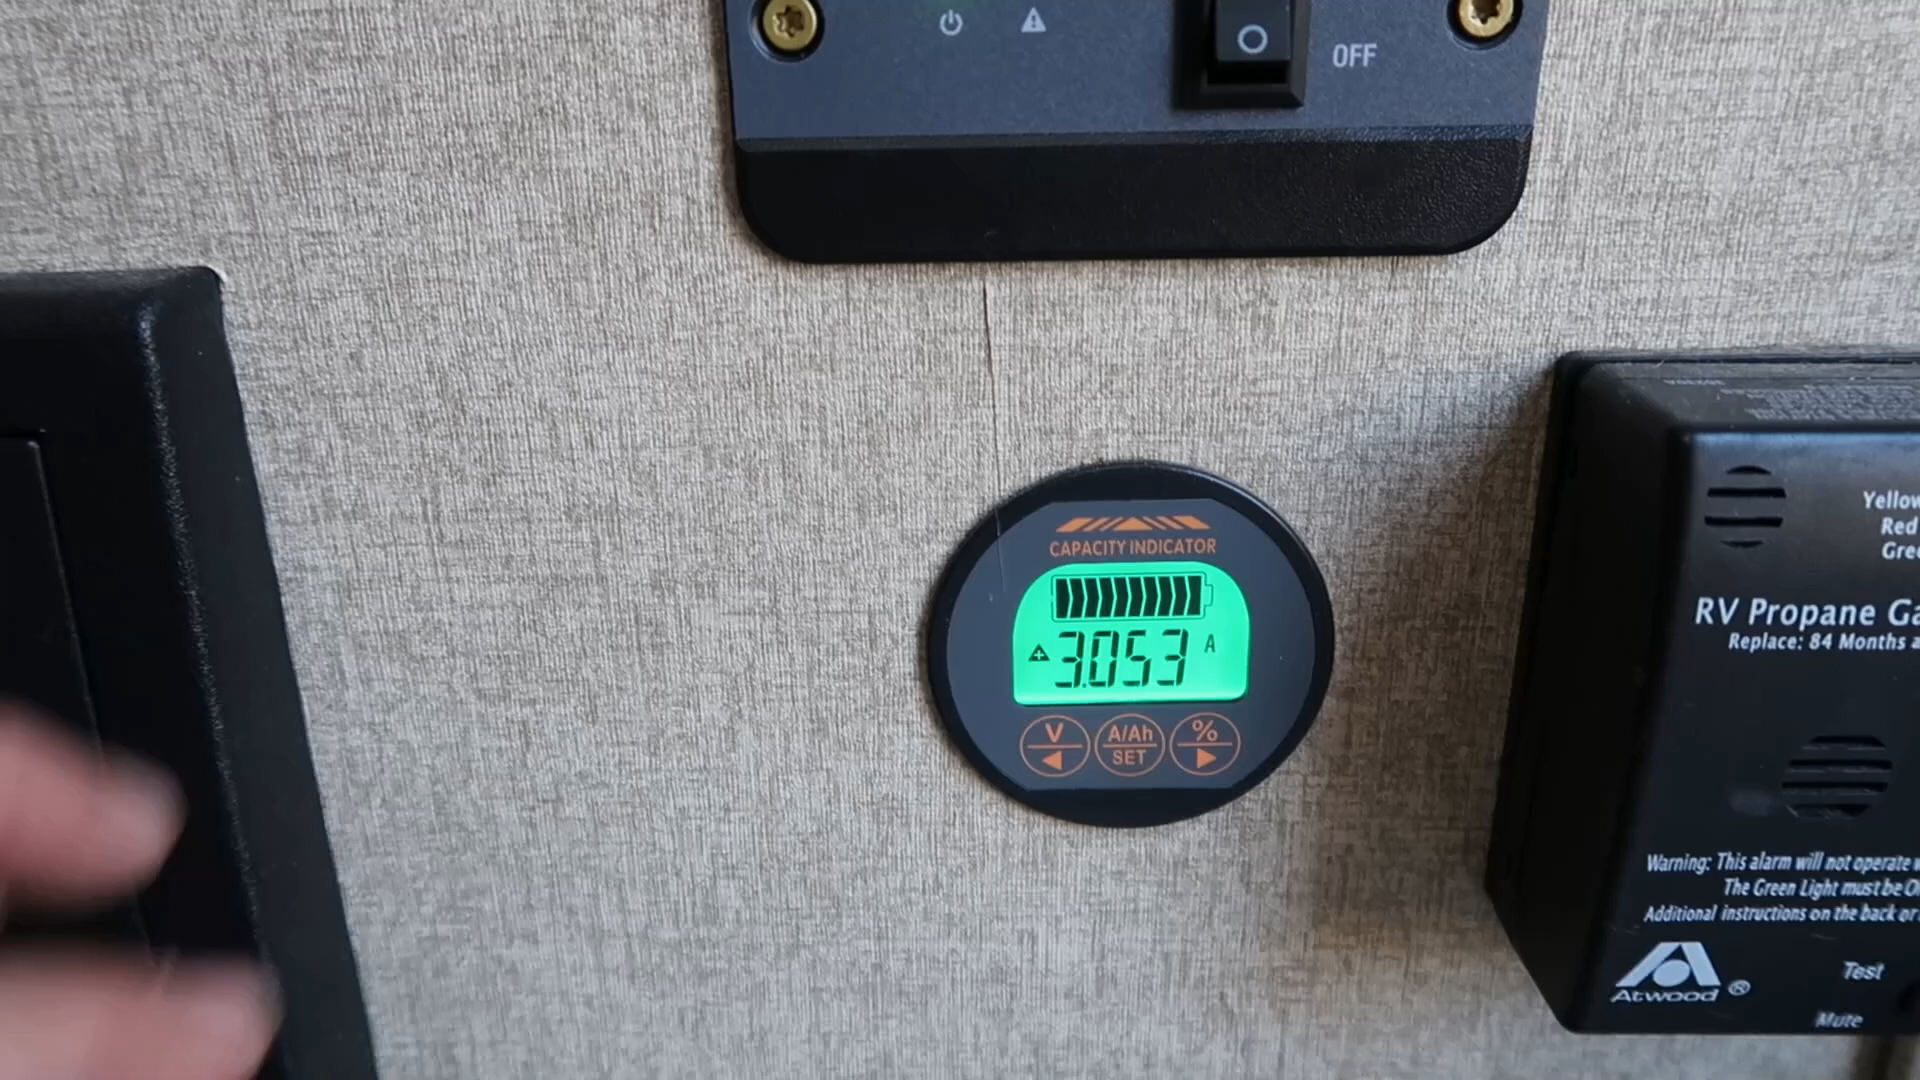 OFF
CAPACITY INDICATOR
3.053 A
V
A/Ah
SET
%
Yellow
Red
Gree
RV Propane Ga
Replace: 84 Months a
Warning: This alarm will not operate w
The Green Light must be O
Additional instructions on the back or
Atwood®
Test
Mute